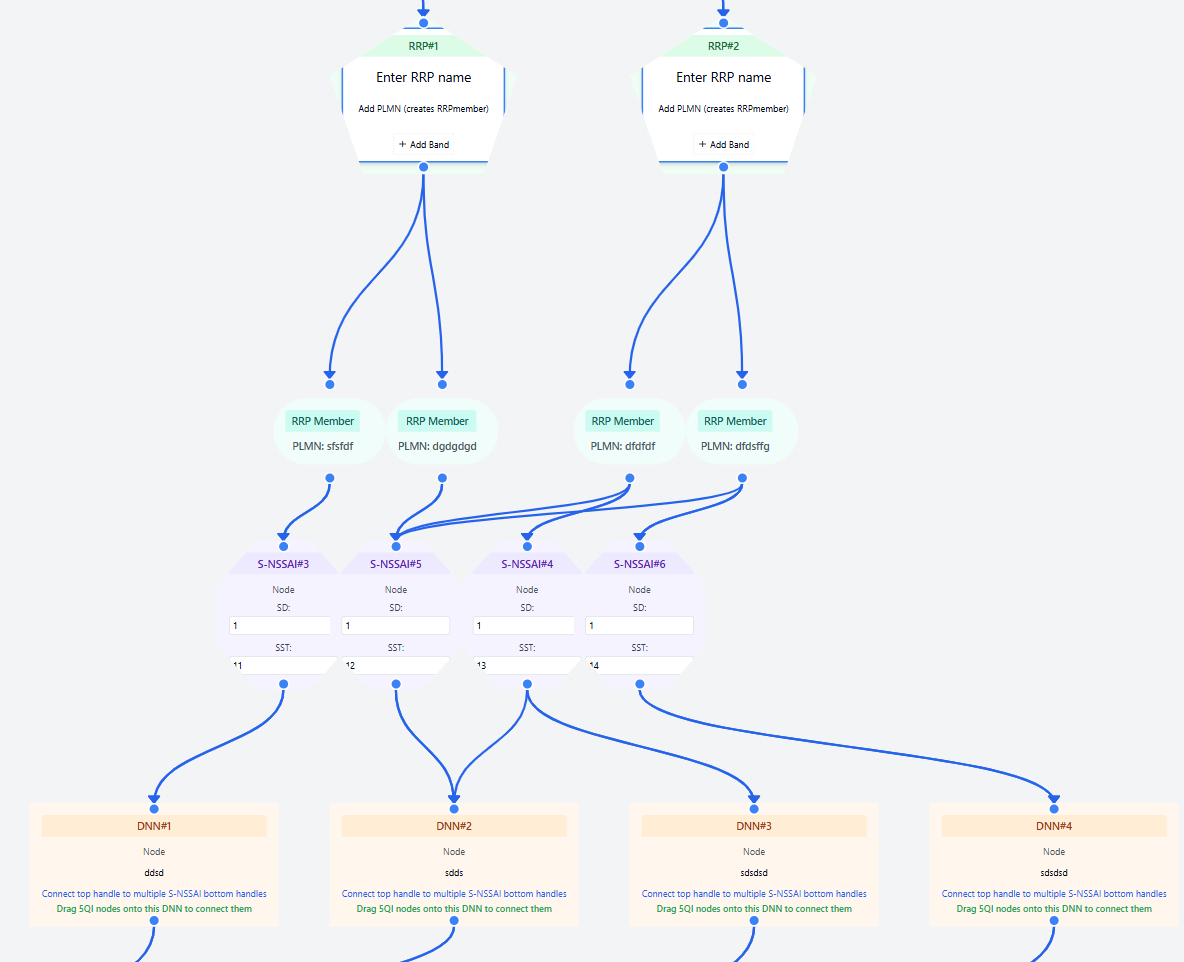 RRP#1
Enter RRP name
Add PLMN (creates RRPmember)
+ Add Band
RRP#2
Enter RRP name
Add PLMN (creates RRPmember)
+ Add Band
RRP Member
PLMN: sfsfdf
RRP Member
PLMN: dgdgdgd
RRP Member
PLMN: dfdfdf
RRP Member
PLMN: dfdsffg
S-NSSAI#3
Node
SD:
1
SST:
11
S-NSSAI#5
Node
SD:
1
SST:
12
S-NSSAI#4
Node
SD:
1
SST:
13
S-NSSAI#6
Node
SD:
1
SST:
14
DNN#1
Node
ddsd
Connect top handle to multiple S-NSSAI bottom handles
Drag 5QI nodes onto this DNN to connect them
DNN#2
Node
sdds
Connect top handle to multiple S-NSSAI bottom handles
Drag 5QI nodes onto this DNN to connect them
DNN#3
Node
sdsdsd
Connect top handle to multiple S-NSSAI bottom handles
Drag 5QI nodes onto this DNN to connect them
DNN#4
Node
sdsdsd
Connect top handle to multiple S-NSSAI bottom handles
Drag 5QI nodes onto this DNN to connect them